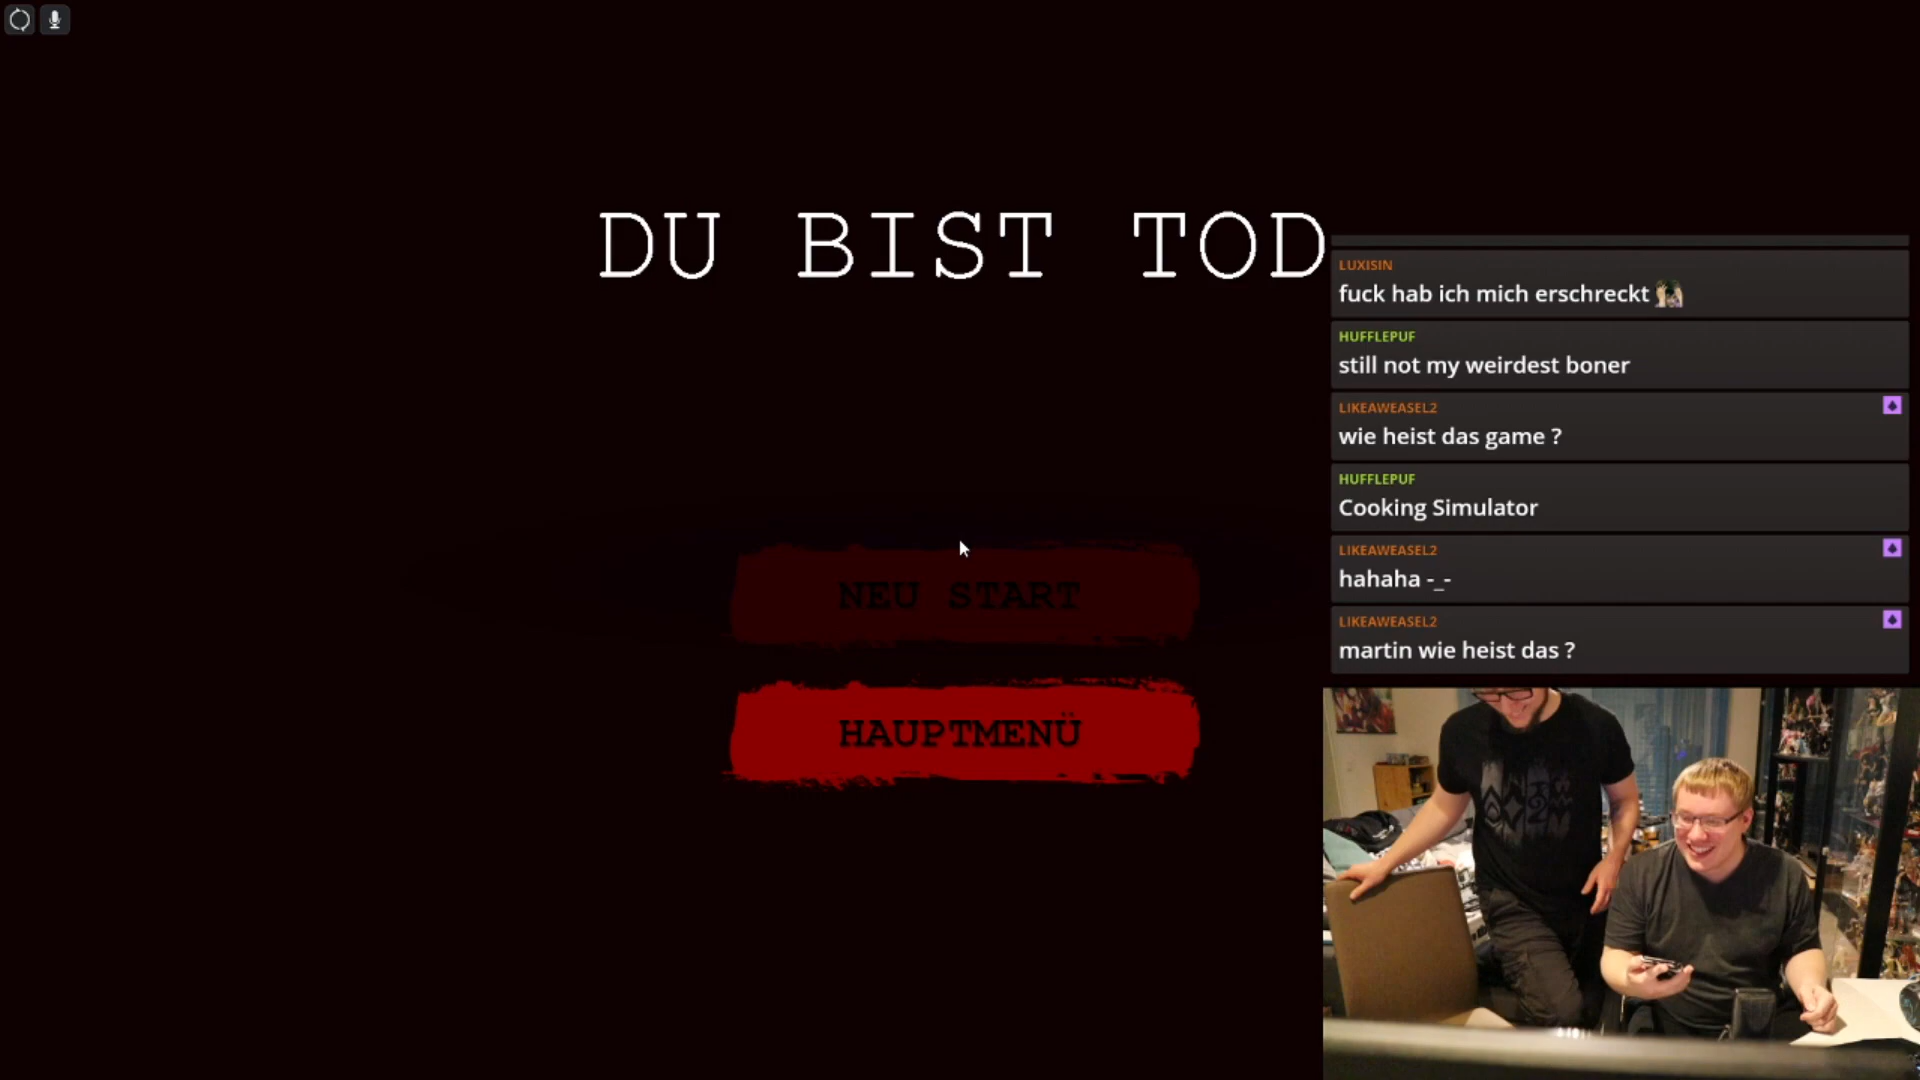 DU BIST TOD
NEU START
HAUPTMENÜ
LUXISIN
fuck hab ich mich erschreckt
HUFFLEPUF
still not my weirdest boner
LIKEAWEASEL2
wie heist das game ?
HUFFLEPUF
Cooking Simulator
LIKEAWEASEL2
hahaha -_-
LIKEAWEASEL2
martin wie heist das ?